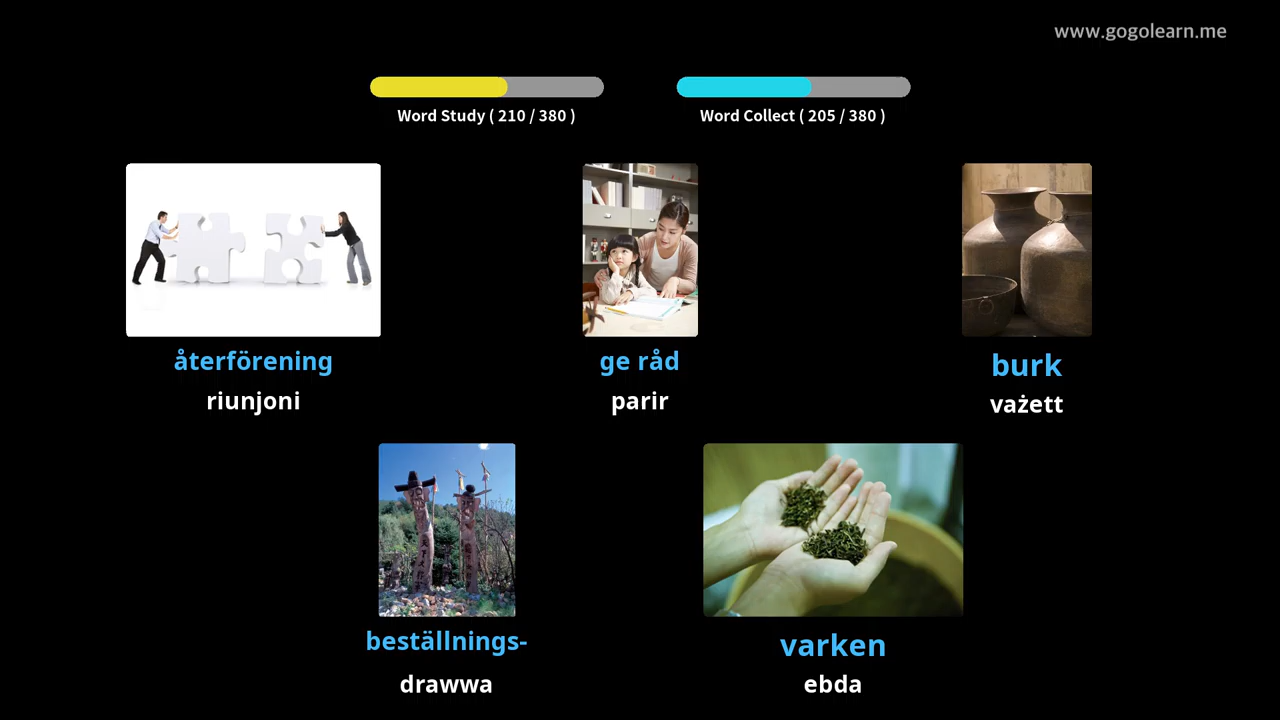 www.gogolearn.me
Word Study ( 210 / 380 )
Word Collect ( 205 / 380 )
återförening
riunjoni
ge råd
parir
burk
važett
beställnings-
drawwa
varken
ebda